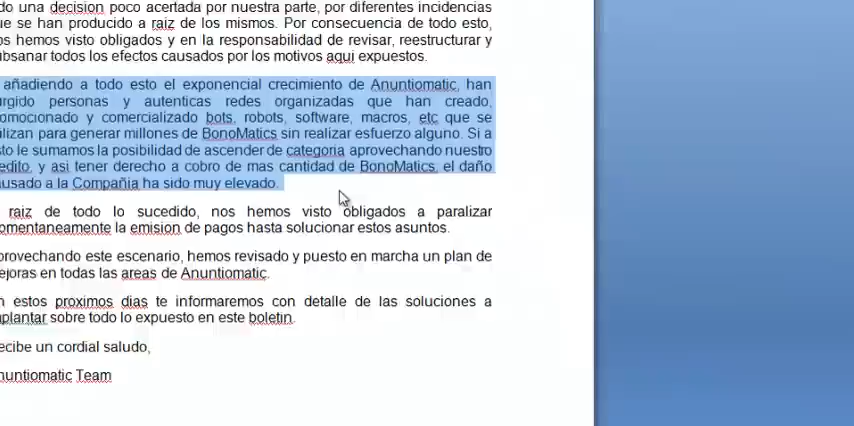 do una decision poco acertada por nuestra parte, por diferentes incidencias
ue se han producido a raiz de los mismos. Por consecuencia de todo esto,
os hemos visto obligados y en la responsabilidad de revisar, reestructurar y
ubsanar todos los efectos causados por los motivos aqui expuestos.
añadiendo a todo esto el exponencial crecimiento de Anuntiomatic, han
urgido personas y autenticas redes organizadas que han creado,
omocionado y comercializado bots, robots, software, macros, etc que se
ilizan para generar millones de BonoMatics sin realizar esfuerzo alguno. Si a
sto le sumamos la posibilidad de ascender de categoria aprovechando nuestro
edito, y asi tener derecho a cobro de mas cantidad de BonoMatics, el daño
ausado a la Compañia ha sido muy elevado.
raiz de todo lo sucedido, nos hemos visto obligados a paralizar
omentaneamente la emision de pagos hasta solucionar estos asuntos.
provechando este escenario, hemos revisado y puesto en marcha un plan de
ejoras en todas las areas de Anuntiomatic.
n estos proximos dias te informaremos con detalle de las soluciones a
plantar sobre todo lo expuesto en este boletin.
ecibe un cordial saludo,
nuntiomatic Team